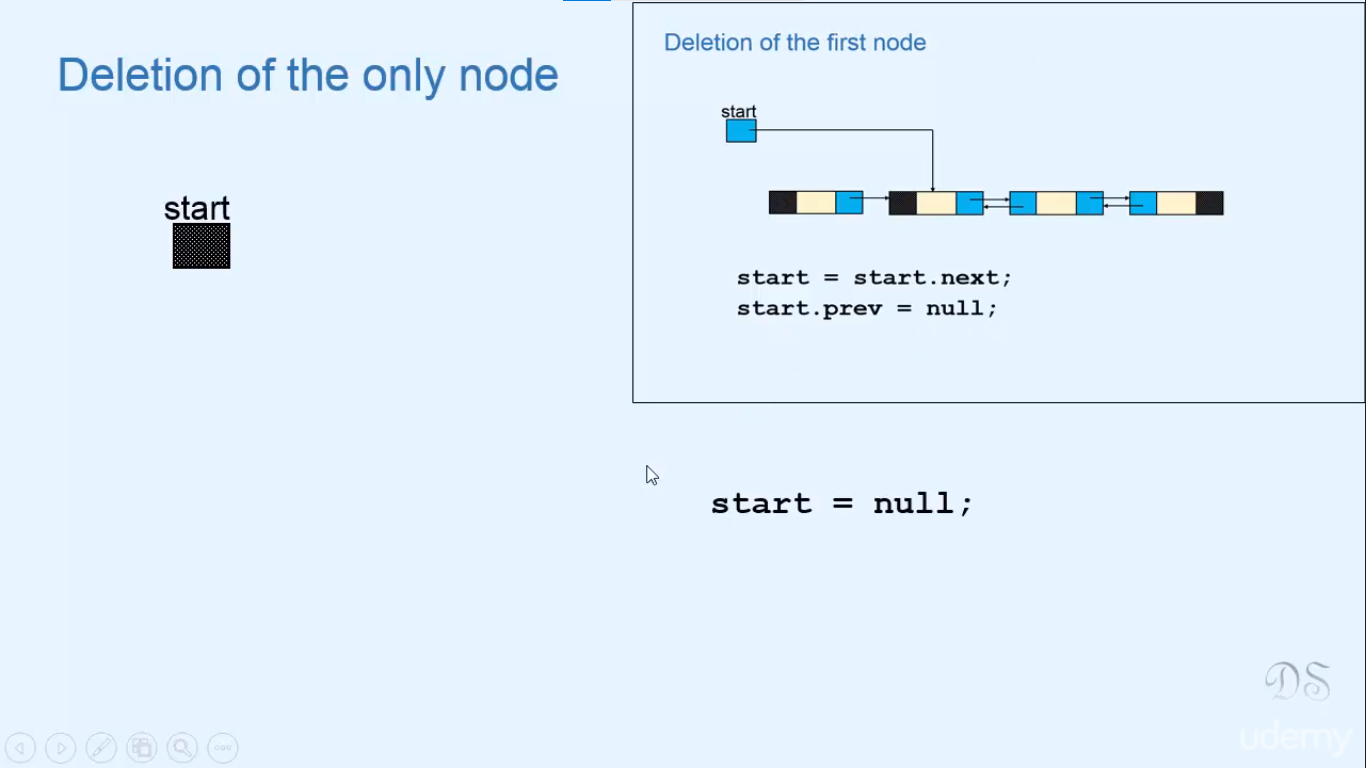 Deletion of the only node
start
Deletion of the first node
start
start = start.next;
start.prev = null;
start = null;
DS
udemy